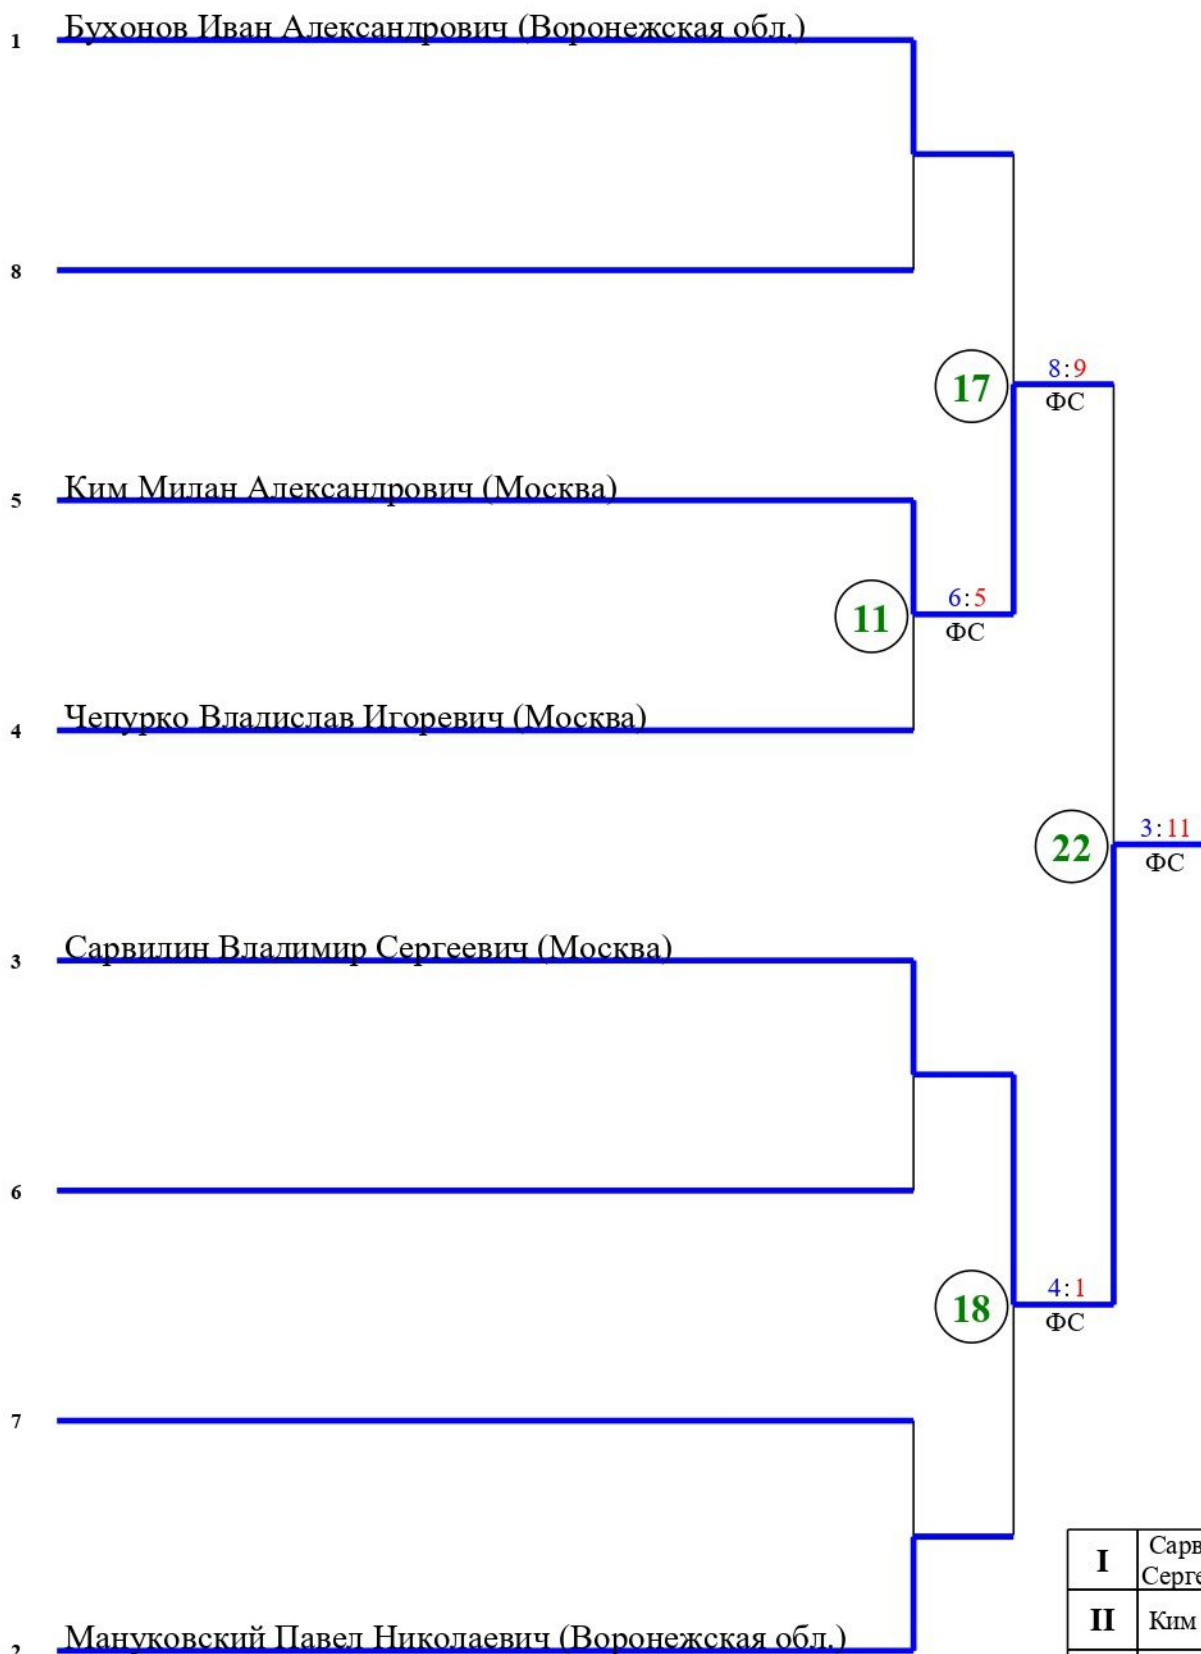 1 Бухонов Иван Александрович (Воронежская обл.)
8
17
8:9
ФС
5 Ким Милан Александрович (Москва)
11
6:5
ФС
4 Чепурко Владислав Игоревич (Москва)
22
3:11
ФС
3 Сарвилин Владимир Сергеевич (Москва)
6
18
4:1
ФС
7
I
II Ким
Мануковский Павел Николаевич (Воронежская обл.)